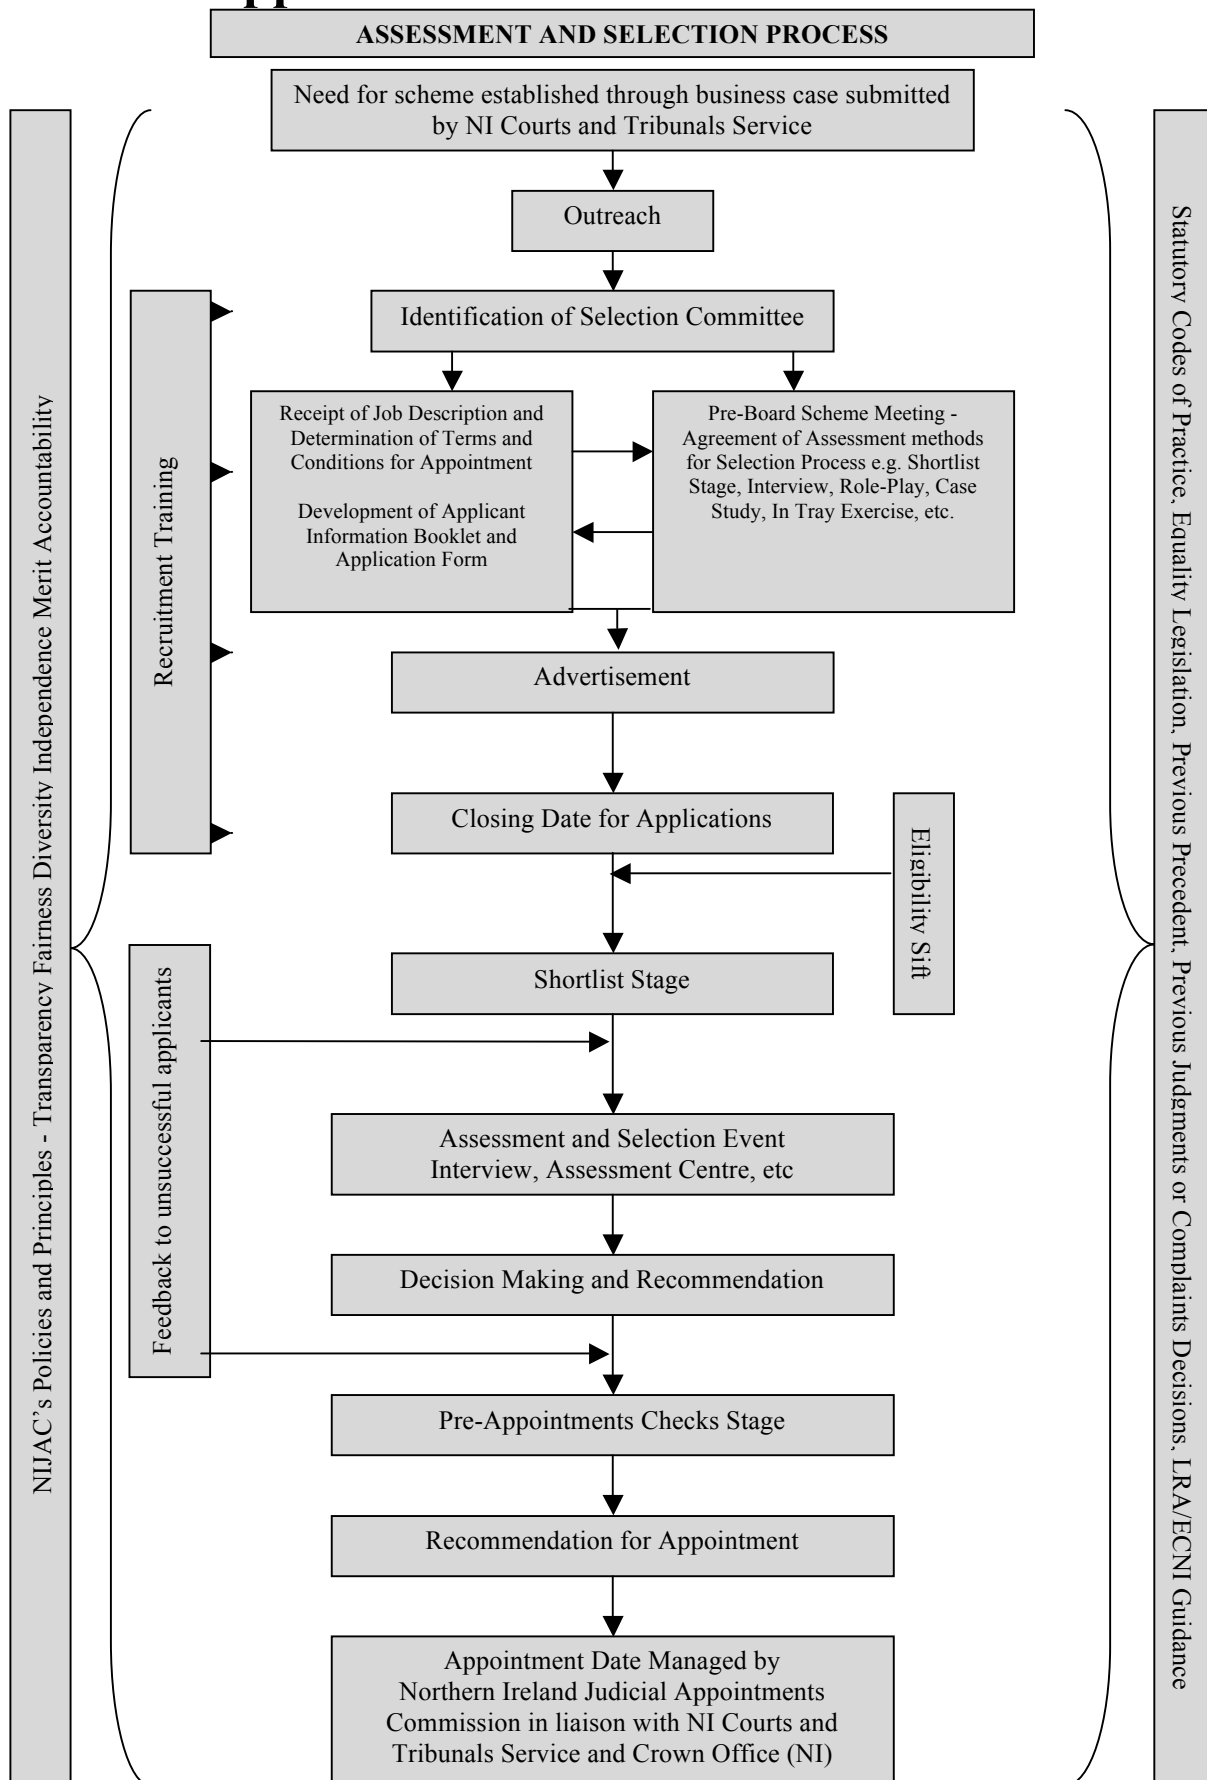 ASSESSMENT AND SELECTION PROCESS
Need for scheme established through business case submitted
by NI Courts and Tribunals Service
Outreach
Identification of Selection Committee
Receipt of Job Description and
Determination of Terms and
Conditions for Appointment
Development of Applicant
Information Booklet and
Application Form
Pre-Board Scheme Meeting -
Agreement of Assessment methods
for Selection Process e.g. Shortlist
Stage, Interview, Role-Play, Case
Study, In Tray Exercise, etc.
Recruitment Training
Advertisement
Closing Date for Applications
Eligibility Sift
Shortlist Stage
Feedback to unsuccessful applicants
Assessment and Selection Event
Interview, Assessment Centre, etc
Decision Making and Recommendation
Pre-Appointments Checks Stage
Recommendation for Appointment
Appointment Date Managed by
Northern Ireland Judicial Appointments
Commission in liaison with NI Courts and
Tribunals Service and Crown Office (NI)
NIJAC's Policies and Principles - Transparency Fairness Diversity Independence Merit Accountability
Statutory Codes of Practice, Equality Legislation, Previous Precedent, Previous Judgments or Complaints Decisions, LRA/ECNI Guidance